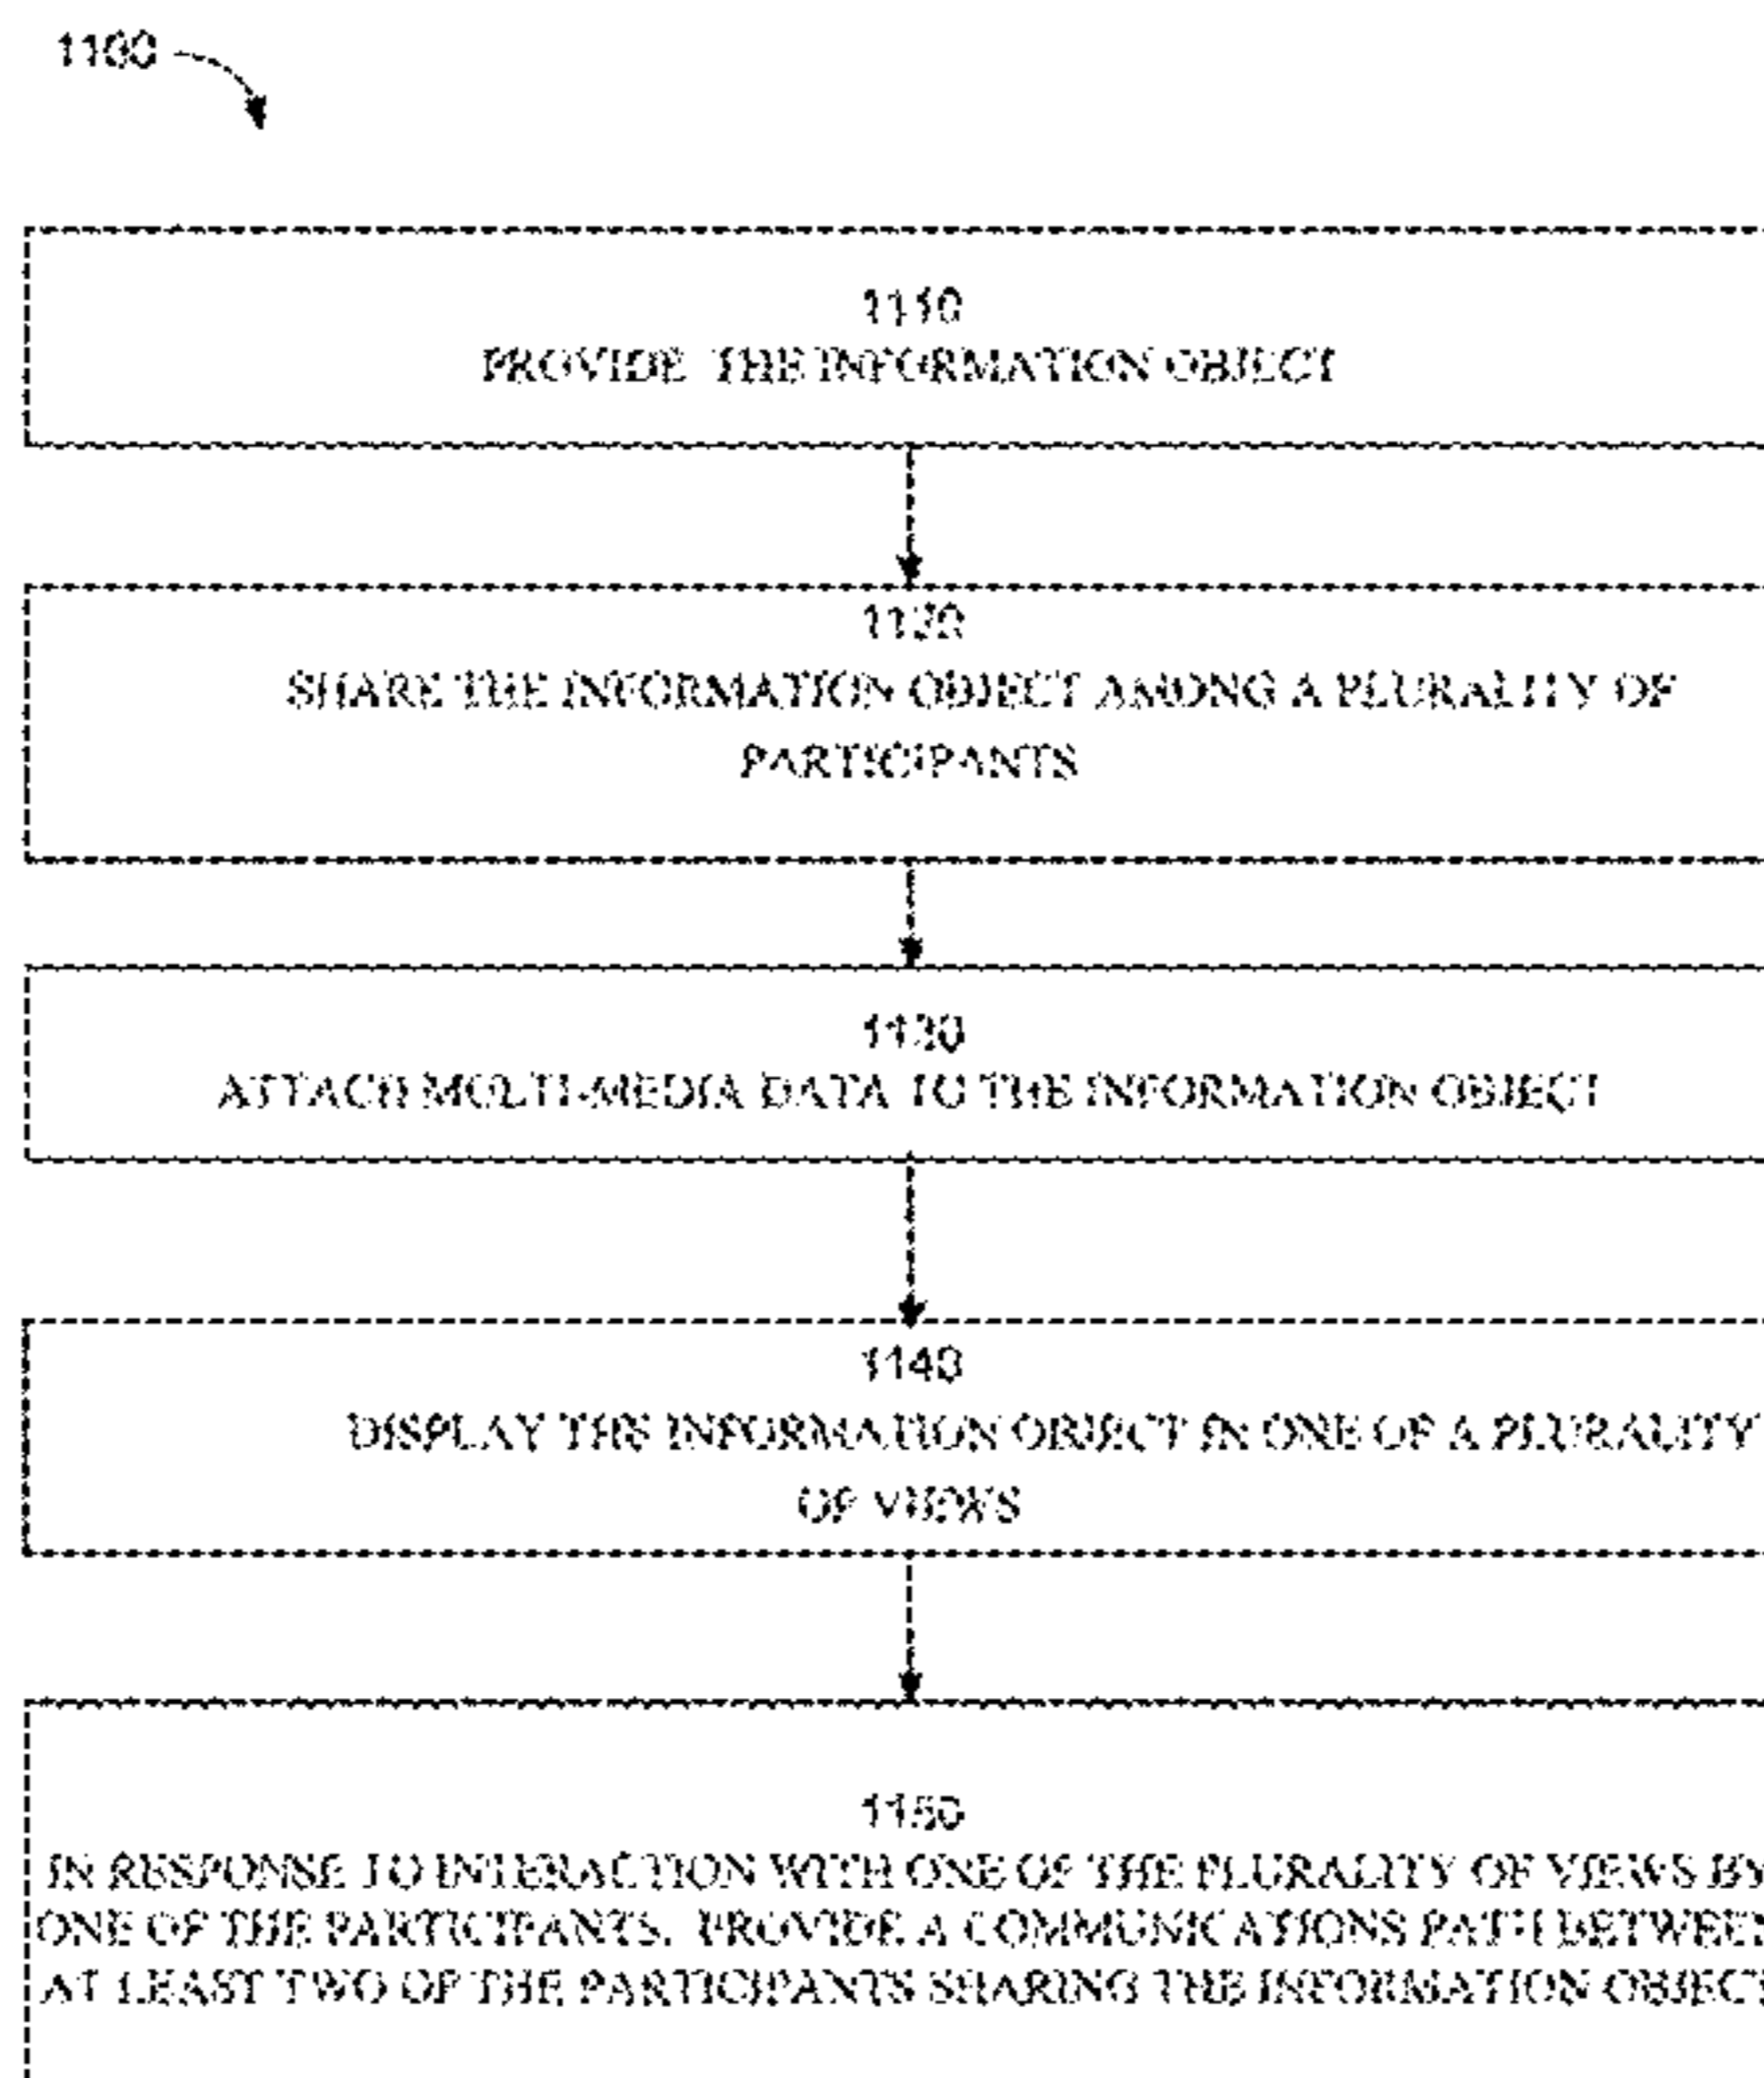 1100
1110
PROVIDE THE INFORMATION OBJECT
1120
SHARE THE INFORMATION OBJECT AMONG A PLURALITY OF
PARTICIPANTS
1130
ATTACH MULTI-MEDIA DATA TO THE INFORMATION OBJECT
1140
DISPLAY THE INFORMATION OBJECT IN ONE OF A PLURALITY
OF VIEWS
1150
IN RESPONSE TO INTERACTION WITH ONE OF THE PLURALITY OF VIEWS BY
ONE OF THE PARTICIPANTS. PROVIDE A COMMUNICATIONS PATH BETWEEN
AT LEAST TWO OF THE PARTICIPANTS SHARING THE INFORMATION OBJECT